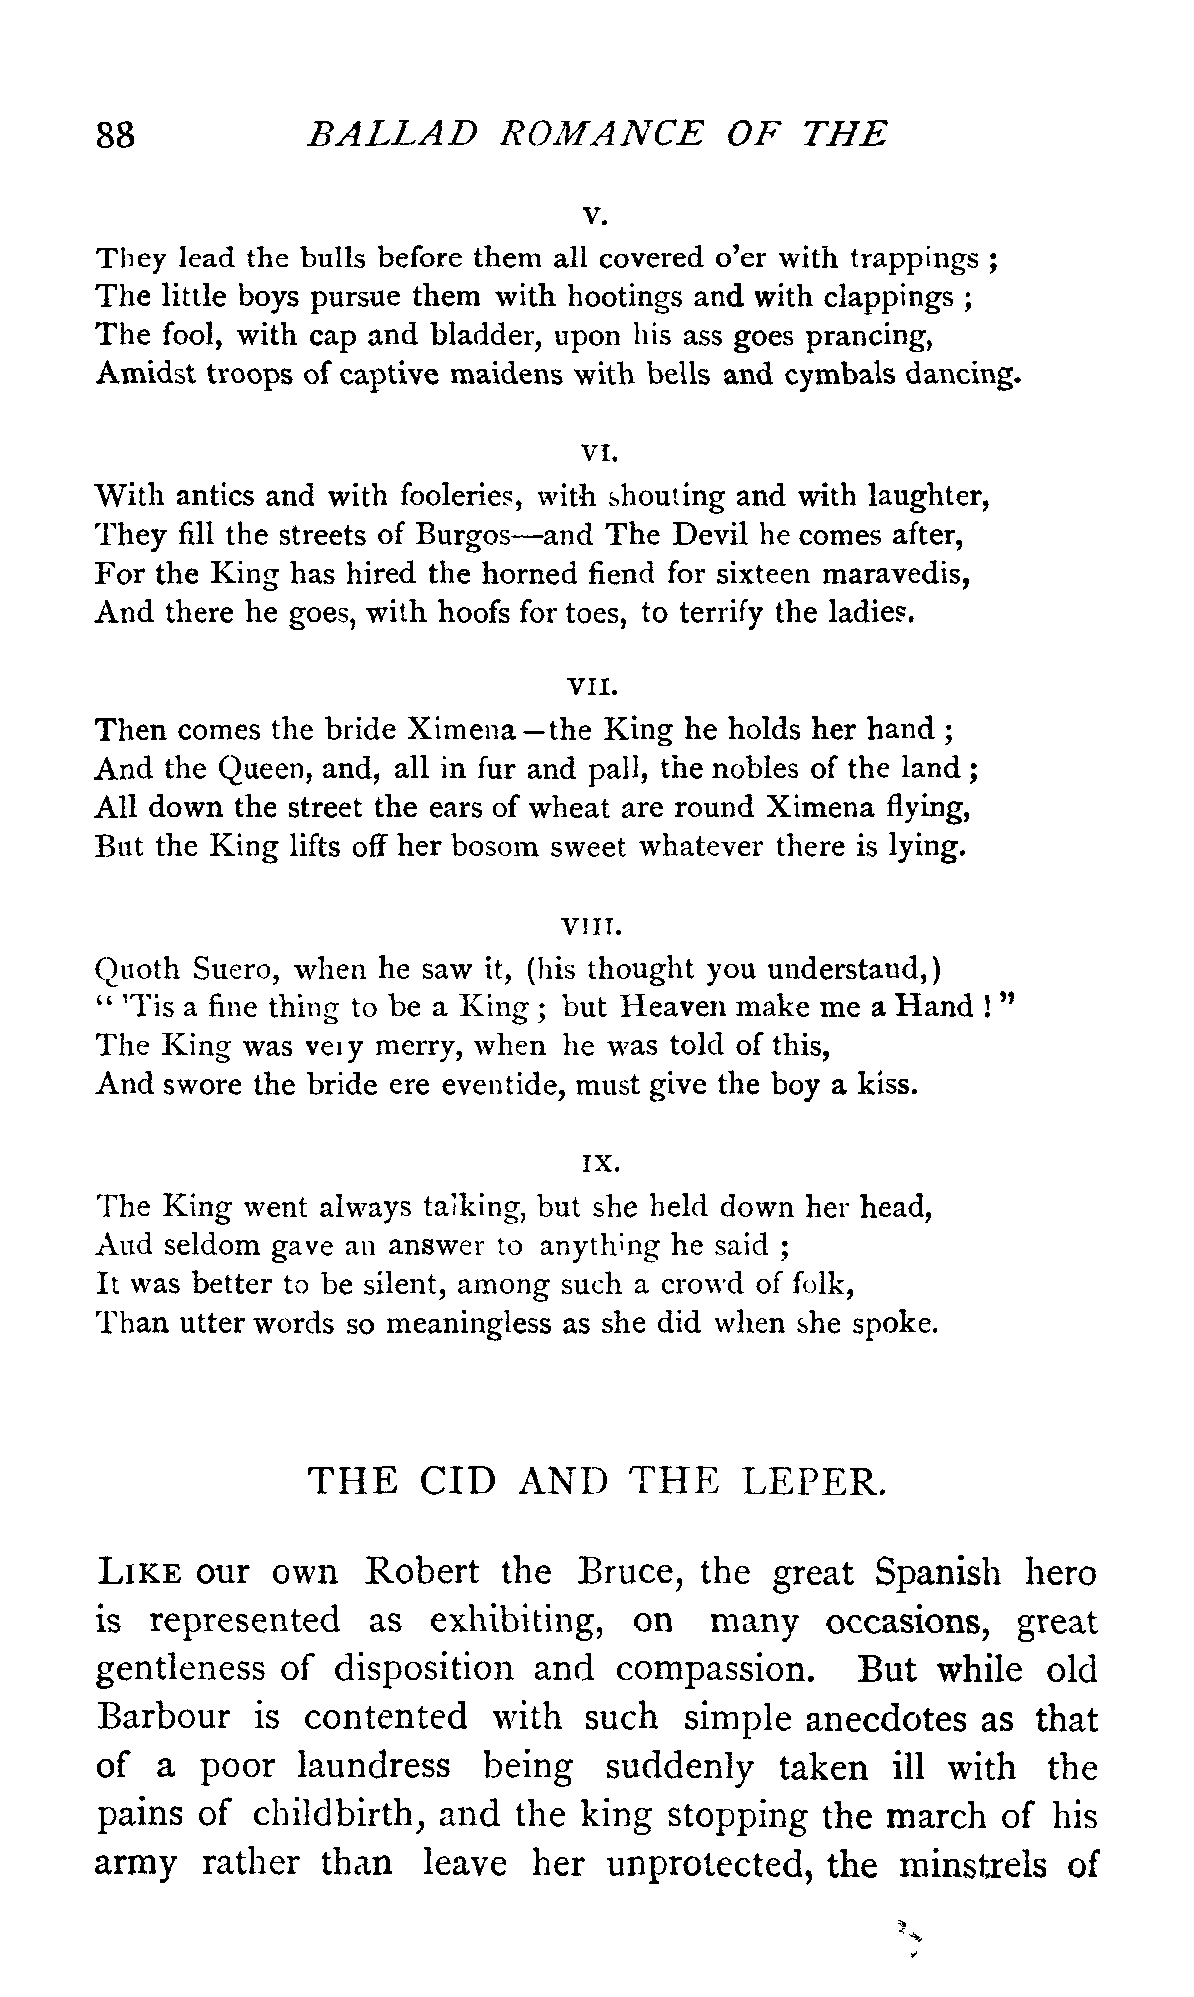 88 BALLAD ROMANCE OF THE
V.
They lead the bulls before them all covered o'er with trappings ;
The little boys pursue them with hootings and with clappings ;
The fool, with cap and bladder, upon his ass goes prancing,
Amidst troops of captive maidens with bells and cymbals dancing.
VI.
With antics and with fooleries, with shouting and with laughter,
They fill the streets of Burgos—and The Devil he comes after,
For the King has hired the horned fiend for sixteen maravedis,
And there he goes, with hoofs for toes, to terrify the ladies.
VII.
Then comes the bride Ximena—the King he holds her hand ;
And the Queen, and, all in fur and pall, the nobles of the land ;
All down the street the ears of wheat are round Ximena flying,
But the King lifts off her bosom sweet whatever there is lying.
VIII.
Quoth Suero, when he saw it, (his thought you understand,)
" 'Tis a fine thing to be a King ; but Heaven make me a Hand ! "
The King was very merry, when he was told of this,
And swore the bride ere eventide, must give the boy a kiss.
IX.
The King went always talking, but she held down her head,
And seldom gave an answer to anything he said ;
It was better to be silent, among such a crowd of folk,
Than utter words so meaningless as she did when she spoke.
THE CID AND THE LEPER.
LIKE our own Robert the Bruce, the great Spanish hero
is represented as exhibiting, on many occasions, great
gentleness of disposition and compassion. But while old
Barbour is contented with such simple anecdotes as that
of a poor laundress being suddenly taken ill with the
pains of childbirth, and the king stopping the march of his
army rather than leave her unprotected, the minstrels of